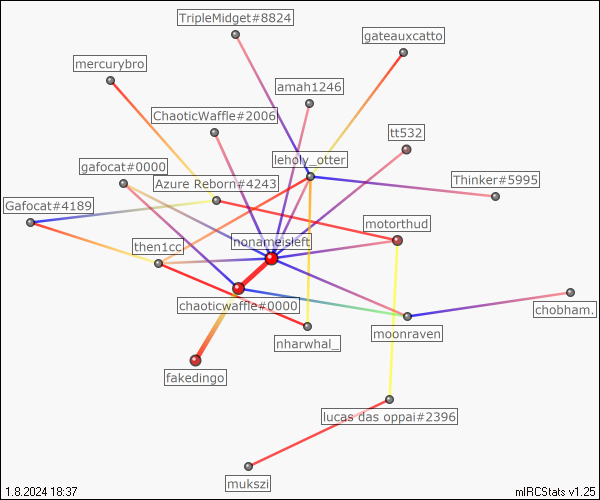 TripleMidget#8824
gateauxcatto
mercurybro
amah1246
ChaoticWaffle#2006
tt532
leholy_otter
gafocat#0000
Thinker#5995
Azure Reborn#4243
Gafocat#4189
motorthud
nonameisleft
then1cc
chaoticwaffle#0000
chobham.
moonraven
nharwhal_
fakedingo
lucas das oppai#2396
mukszi
1.8.2024 18:37
mIRCStats v1.25